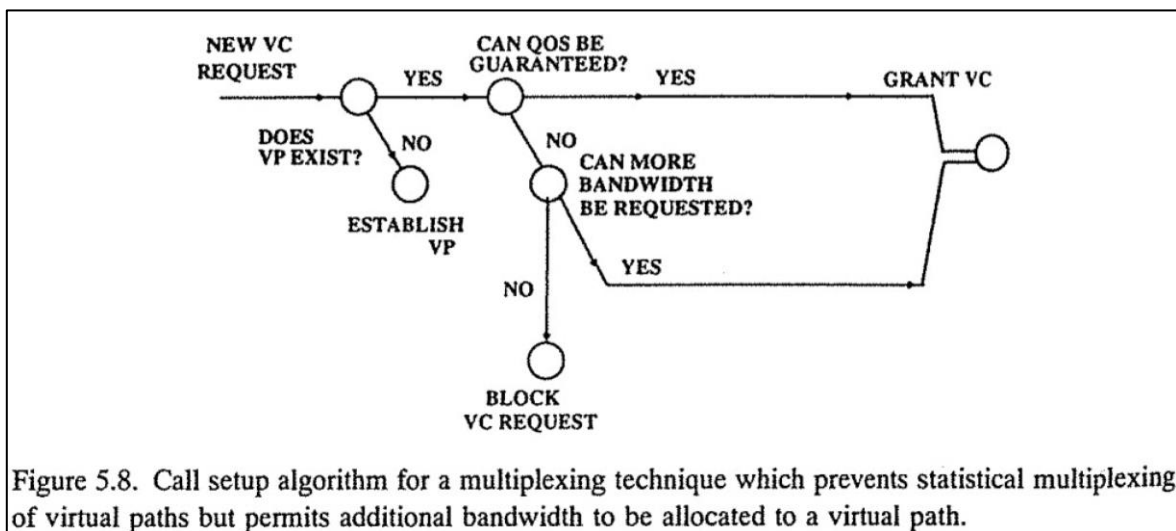 NEW VC
REQUEST
YES
CAN QOS BE
GUARANTEED?
YES
GRANT VC
DOES
VP EXIST?
NO
NO
CAN MORE
BANDWIDTH
BE REQUESTED?
ESTABLISH
VP
YES
NO
BLOCK
VC REQUEST
Figure 5.8. Call setup algorithm for a multiplexing technique which prevents statistical multiplexing
of virtual paths but permits additional bandwidth to be allocated to a virtual path.